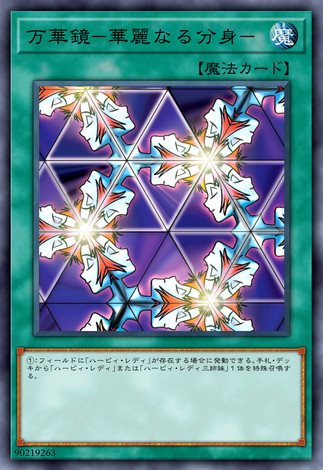 万華鏡-華麗なる分身-
魔
【魔法カード】
①:フィールドに「ハーピィ・レディ」が存在する場合に発動できる。手札・デッ
キから「ハーピィ・レディ」または「ハーピィ・レディ三姉妹」1体を特殊召喚す
る。
90219263